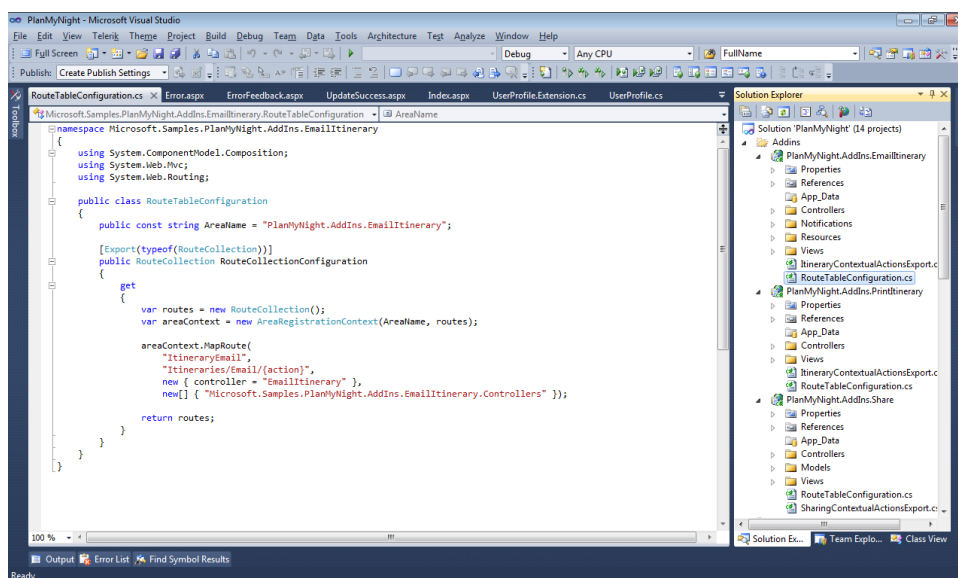 PlanMyNight - Microsoft Visual Studio
File Edit View Telerik Theme Project Build Debug Team Data Tools Architecture Test Analyze Window Help
Full Screen Debug Any CPU FullName
Publish: Create Publish Settings
Toolbox
RouteTableConfiguration.cs Error.aspx ErrorFeedback.aspx UpdateSuccess.aspx Index.aspx UserProfile.Extension.cs UserProfile.cs
Microsoft.Samples.PlanMyNight.AddIns.EmailItinerary.RouteTableConfiguration AreaName
namespace Microsoft.Samples.PlanMyNight.AddIns.EmailItinerary
{
using System.ComponentModel.Composition;
using System.Web.Mvc;
using System.Web.Routing;
public class RouteTableConfiguration
{
public const string AreaName = "PlanMyNight.AddIns.EmailItinerary";
[Export(typeof(RouteCollection))]
public RouteCollection RouteCollectionConfiguration
{
get
{
var routes = new RouteCollection();
var areaContext = new AreaRegistrationContext(AreaName, routes);
areaContext.MapRoute(
"ItineraryEmail",
"Itineraries/Email/{action}",
new { controller = "EmailItinerary" },
new[] { "Microsoft.Samples.PlanMyNight.AddIns.EmailItinerary.Controllers" });
return routes;
}
}
}
}
100 %
Output Error List Find Symbol Results
Ready
Solution Explorer
Solution 'PlanMyNight' (14 projects)
Addins
PlanMyNight.AddIns.EmailItinerary
Properties
References
App_Data
Controllers
Notifications
Resources
Views
ItineraryContextualActionsExport.c
RouteTableConfiguration.cs
PlanMyNight.AddIns.PrintItinerary
Properties
References
App_Data
Controllers
Views
ItineraryContextualActionsExport.c
RouteTableConfiguration.cs
PlanMyNight.AddIns.Share
Properties
References
App_Data
Controllers
Models
Views
RouteTableConfiguration.cs
SharingContextualActionsExport.cs
Solution Ex... Team Explo... Class View